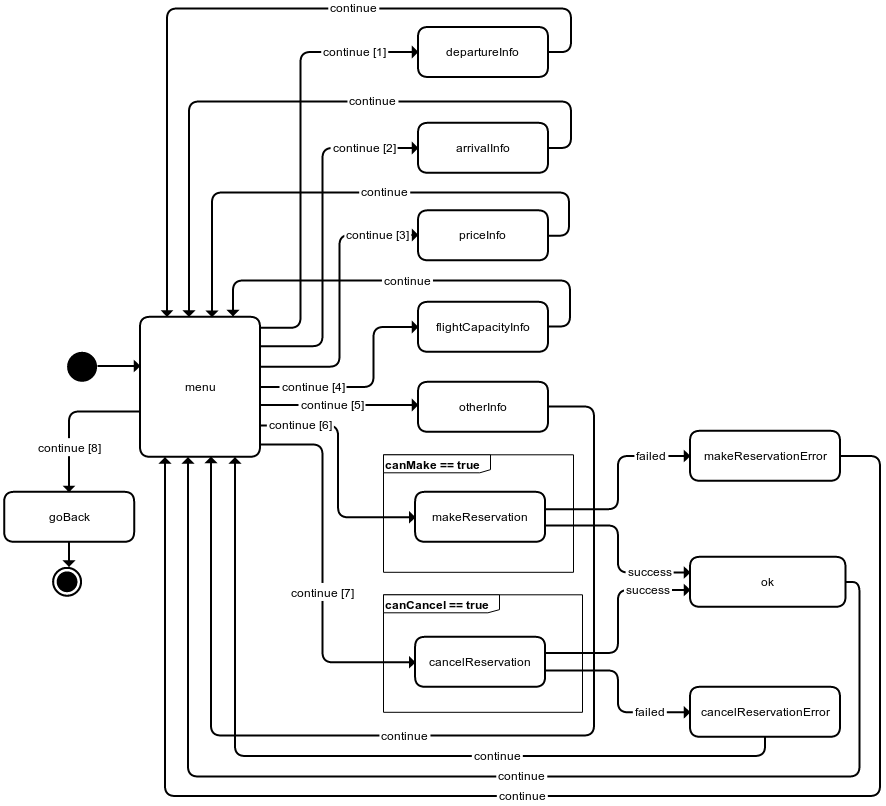 continue
continue [1]
departureInfo
continue
continue [2]
arrivalInfo
continue
continue [3]
priceInfo
continue
flightCapacityInfo
menu
continue [4]
continue [5]
otherInfo
continue [6]
continue [8]
canMake == true
failed
makeReservationError
goBack
makeReservation
success
ok
success
continue [7]
canCancel == true
cancelReservation
failed
cancelReservationError
continue
continue
continue
continue